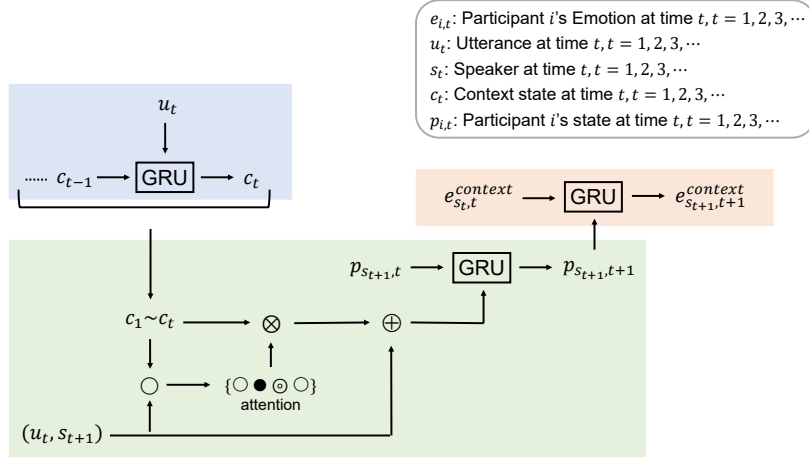 e_{i,t}: Participant i's Emotion at time t, t = 1, 2, 3, ⋯
u_t: Utterance at time t, t = 1, 2, 3, ⋯
s_t: Speaker at time t, t = 1, 2, 3, ⋯
c_t: Context state at time t, t = 1, 2, 3, ⋯
p_{i,t}: Participant i's state at time t, t = 1, 2, 3, ⋯
u_t
⋯⋯ c_{t−1} GRU c_t
e^{context}_{s_t,t} GRU e^{context}_{s_{t+1},t+1}
p_{s_{t+1},t} GRU p_{s_{t+1},t+1}
c_1~c_t ⊗ ⊕
{○ ● ◎ ○}
attention
(u_t, s_{t+1})